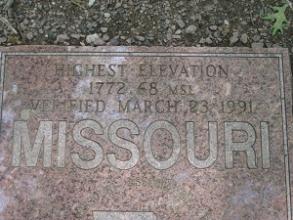 HIGHEST ELEVATION
1772.68 MSL
VERIFIED MARCH 23 1991
MISSOURI